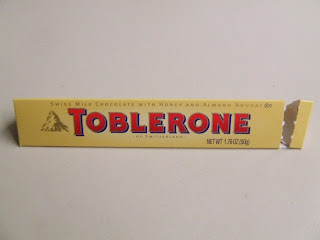 SWISS MILK CHOCOLATE WITH HONEY AND ALMOND NOUGAT
TOBLERONE
OF SWITZERLAND
NET WT 1.76 OZ (50g)